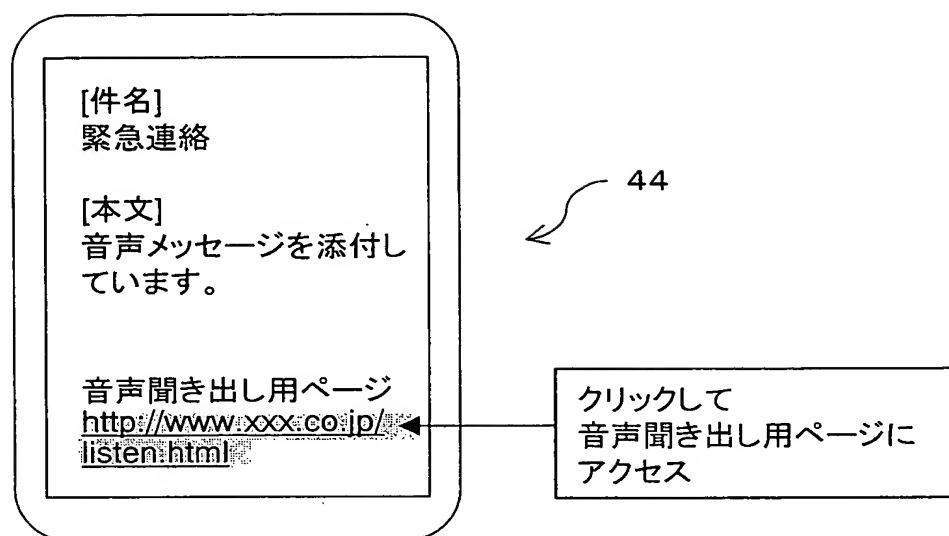 [件名]
緊急連絡
[本文]
音声メッセージを添付し
ています。
音声聞き出し用ページ
http://www.xxx.co.jp/
listen.html
44
クリックして
音声聞き出し用ページに
アクセス